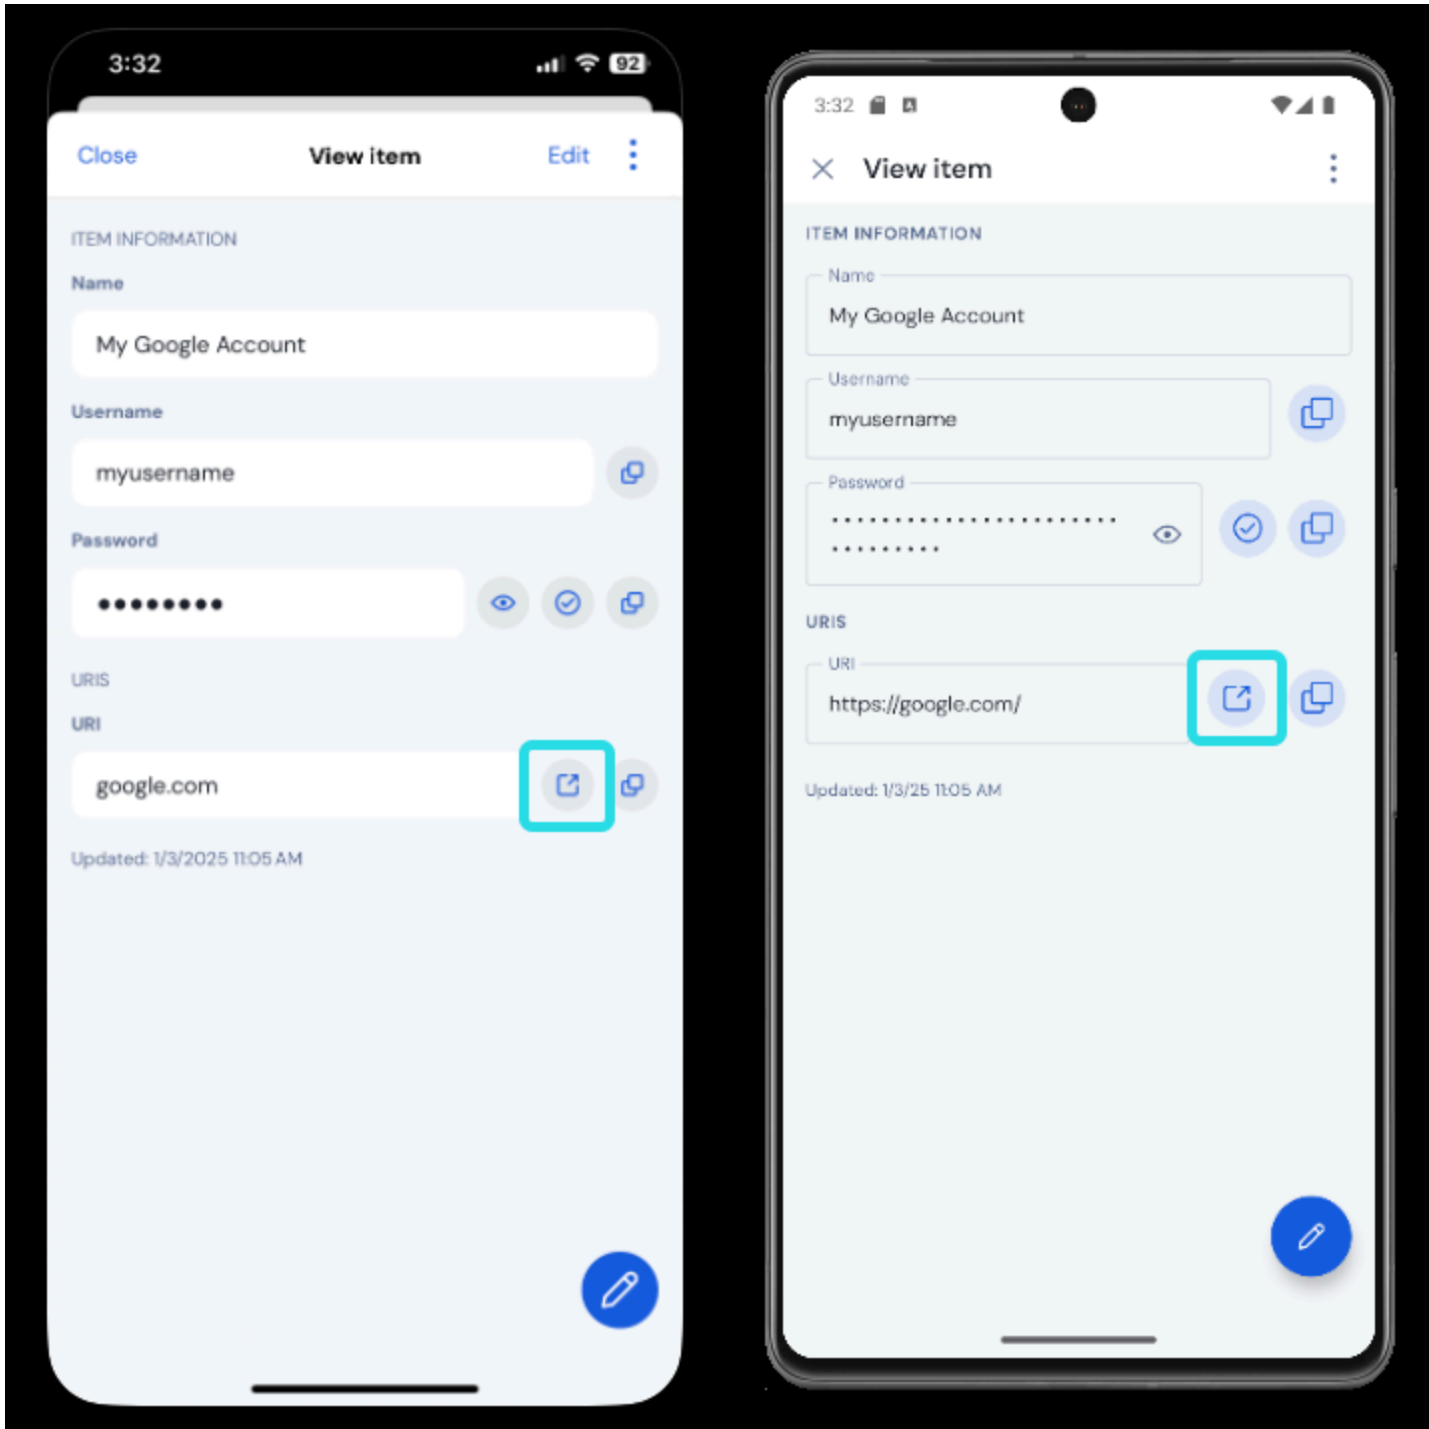 3:32
92
Close
View item
Edit
ITEM INFORMATION
Name
My Google Account
Username
myusername
Password
••••••••
URIS
URI
google.com
Updated: 1/3/2025 11:05 AM
3:32
View item
ITEM INFORMATION
Name
My Google Account
Username
myusername
Password
•••••••••••••••••••••••
•••••••••
URIS
URI
https://google.com/
Updated: 1/3/25 11:05 AM